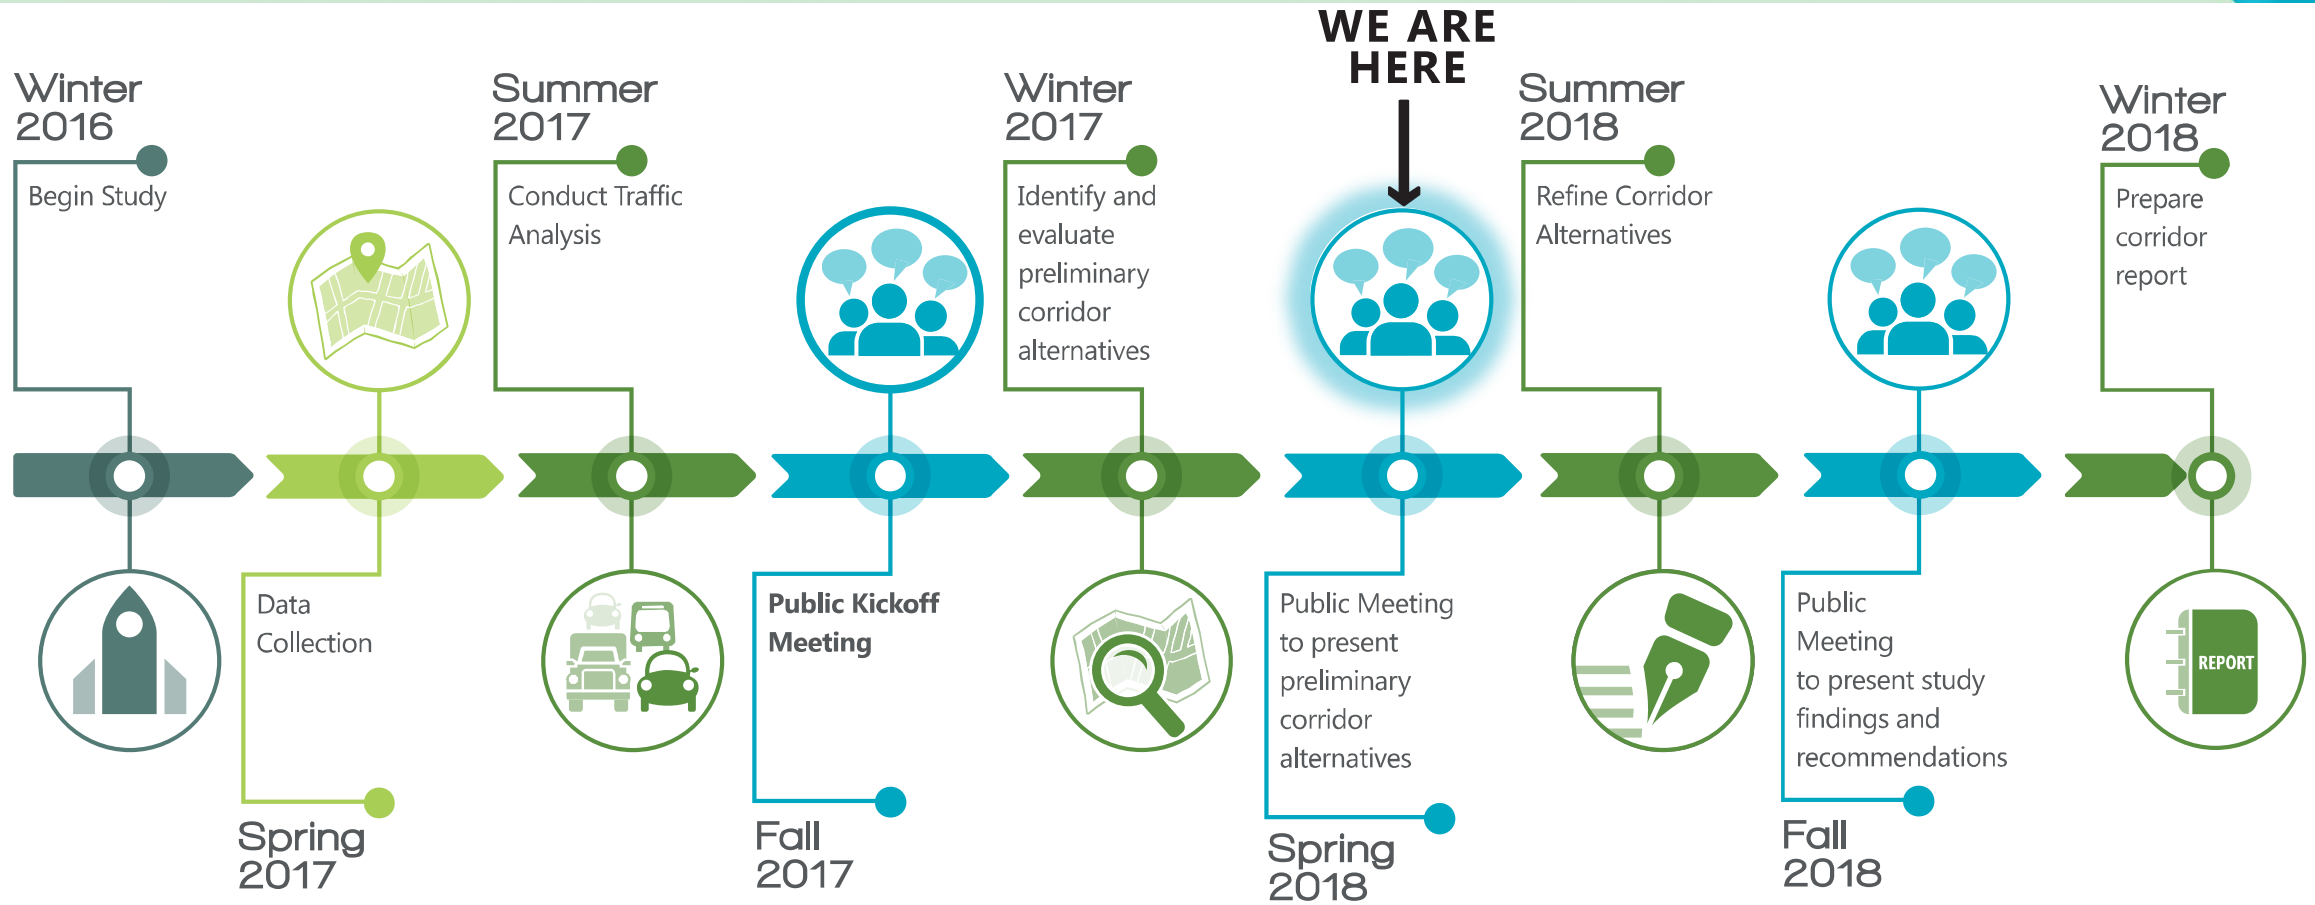 WE ARE
HERE
Winter
2016
Begin Study
Data
Collection
Spring
2017
Summer
2017
Conduct Traffic
Analysis
Public Kickoff
Meeting
Fall
2017
Winter
2017
Identify and
evaluate
preliminary
corridor
alternatives
Public Meeting
to present
preliminary
corridor
alternatives
Spring
2018
Summer
2018
Refine Corridor
Alternatives
Public
Meeting
to present study
findings and
recommendations
Fall
2018
Winter
2018
Prepare
corridor
report
REPORT